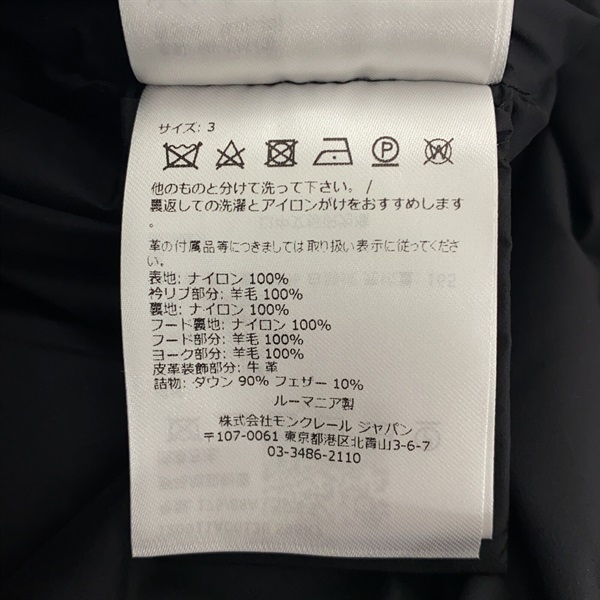 サイズ: 3
P W
他のものと分けて洗って下さい。 /
裏返しての洗濯とアイロンがけをおすすめします
。
革の付属品等につきましては取り扱い表示に従ってくださ
い。
表地: ナイロン 100%
衿リブ部分: 羊毛 100%
裏地: ナイロン 100%
フード裏地: ナイロン 100%
フード部分: 羊毛 100%
ヨーク部分: 羊毛 100%
皮革装飾部分: 牛革
詰物: ダウン 90% フェザー 10%
ルーマニア製
株式会社モンクレール ジャパン
〒107-0061 東京都港区北青山3-6-7
03-3486-2110